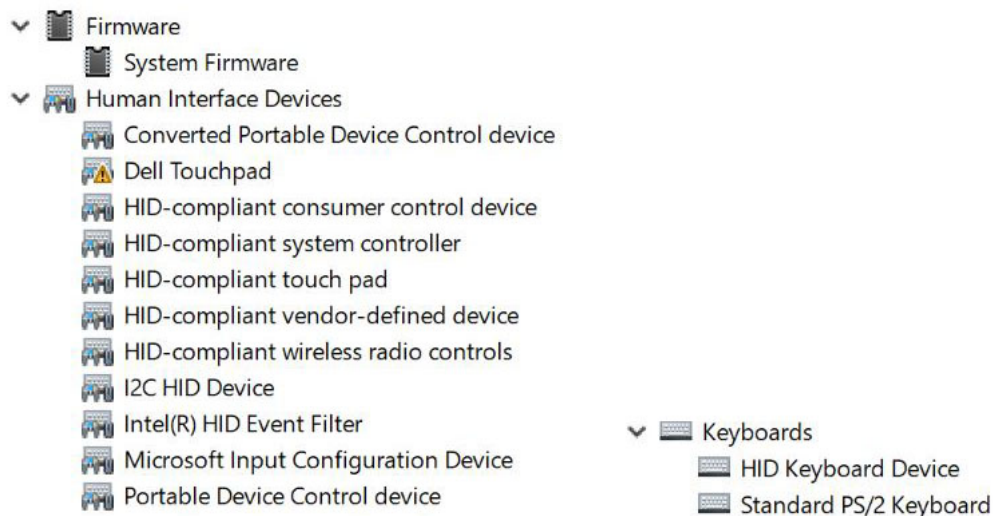 Firmware
System Firmware
Human Interface Devices
Converted Portable Device Control device
Dell Touchpad
HID-compliant consumer control device
HID-compliant system controller
HID-compliant touch pad
HID-compliant vendor-defined device
HID-compliant wireless radio controls
I2C HID Device
Intel(R) HID Event Filter
Microsoft Input Configuration Device
Portable Device Control device
Keyboards
HID Keyboard Device
Standard PS/2 Keyboard